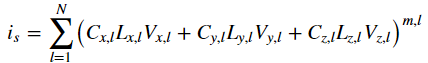 $i_s = \sum_{l=1}^{N} \left( C_{x,l} L_{x,l} V_{x,l} + C_{y,l} L_{y,l} V_{y,l} + C_{z,l} L_{z,l} V_{z,l} \right)^{m,l}$